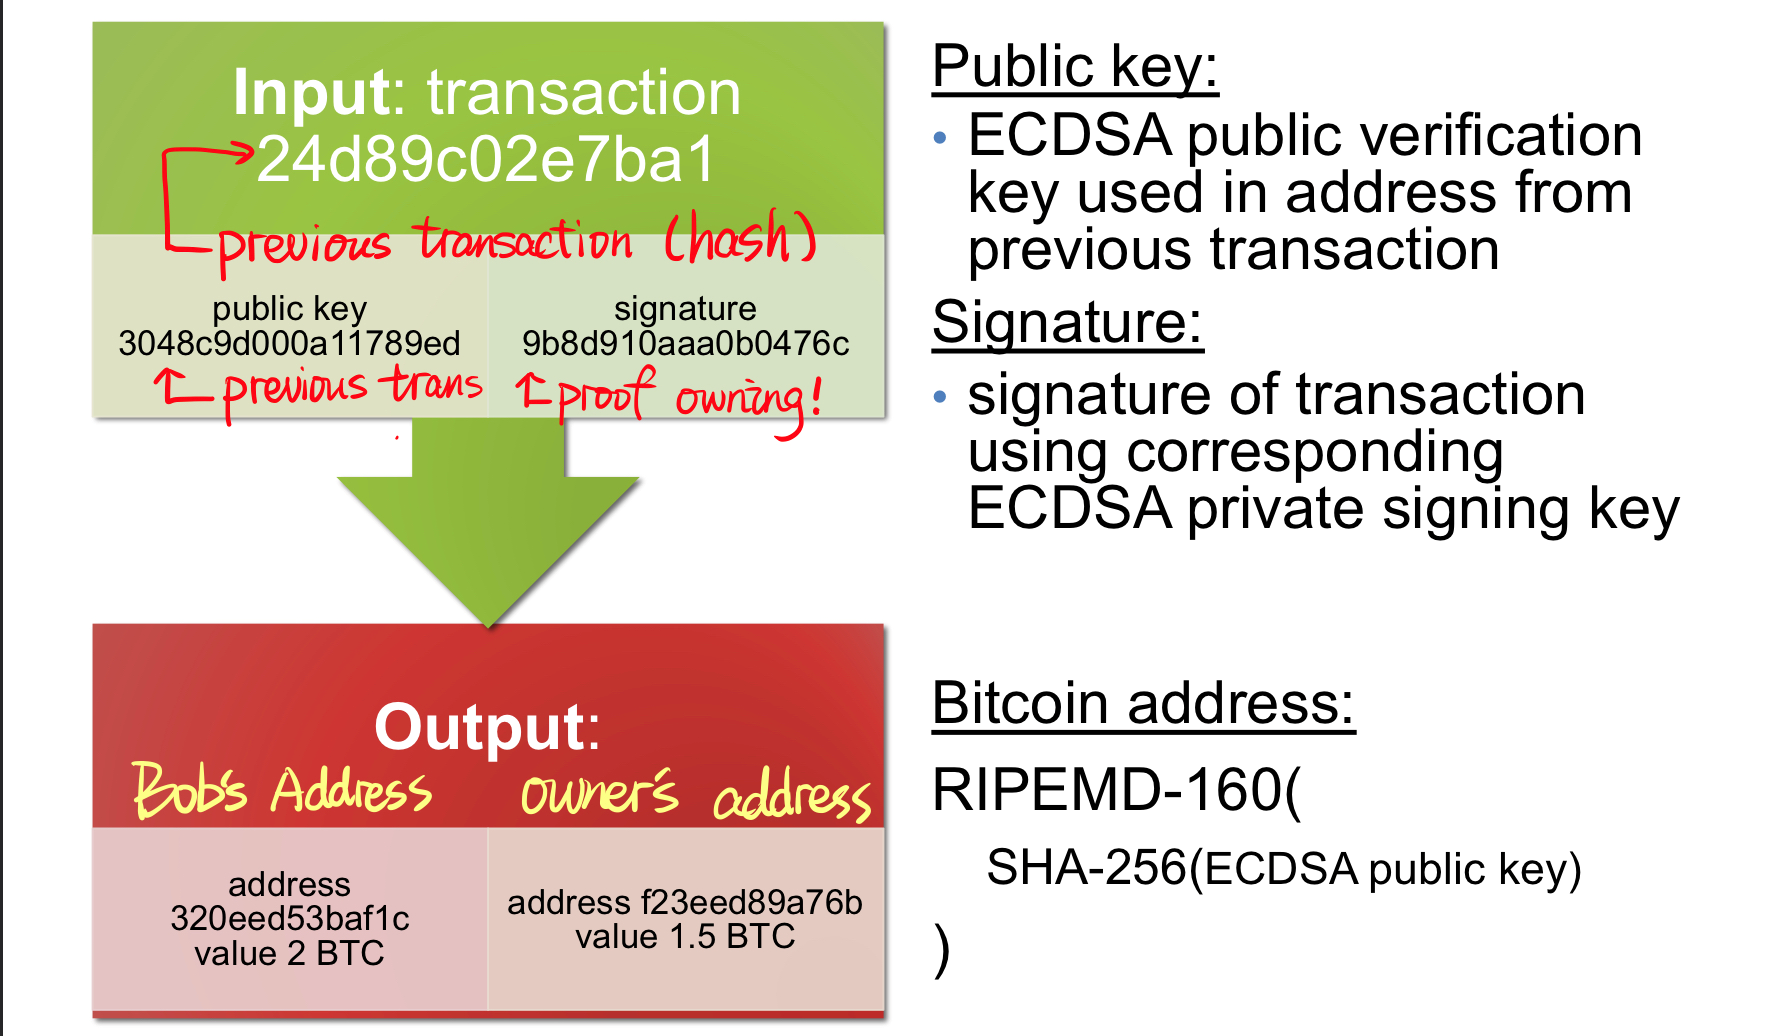 Input: transaction
24d89c02e7ba1
previous transaction (hash)
public key
3048c9d000a11789ed
previous trans
signature
9b8d910aaa0b0476c
proof owning!
Output:
Bob's Address
owner's address
address
320eed53baf1c
value 2 BTC
address f23eed89a76b
value 1.5 BTC
Public key:
• ECDSA public verification
key used in address from
previous transaction
Signature:
• signature of transaction
using corresponding
ECDSA private signing key
Bitcoin address:
RIPEMD-160(
SHA-256(ECDSA public key)
)